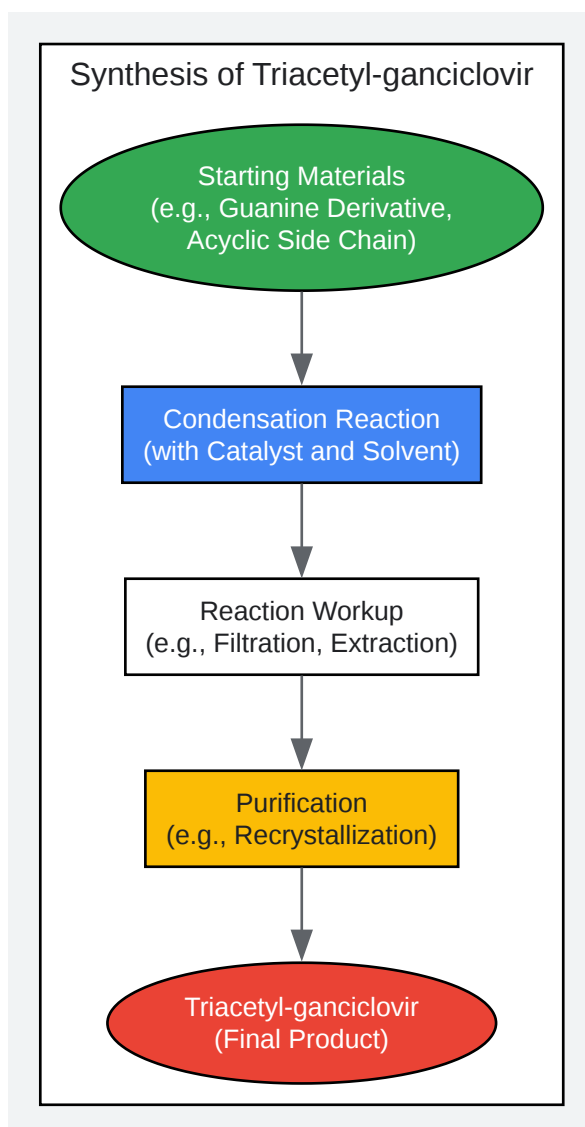 Synthesis of Triacetyl-ganciclovir
Starting Materials
(e.g., Guanine Derivative,
Acyclic Side Chain)
Condensation Reaction
(with Catalyst and Solvent)
Reaction Workup
(e.g., Filtration, Extraction)
Purification
(e.g., Recrystallization)
Triacetyl-ganciclovir
(Final Product)